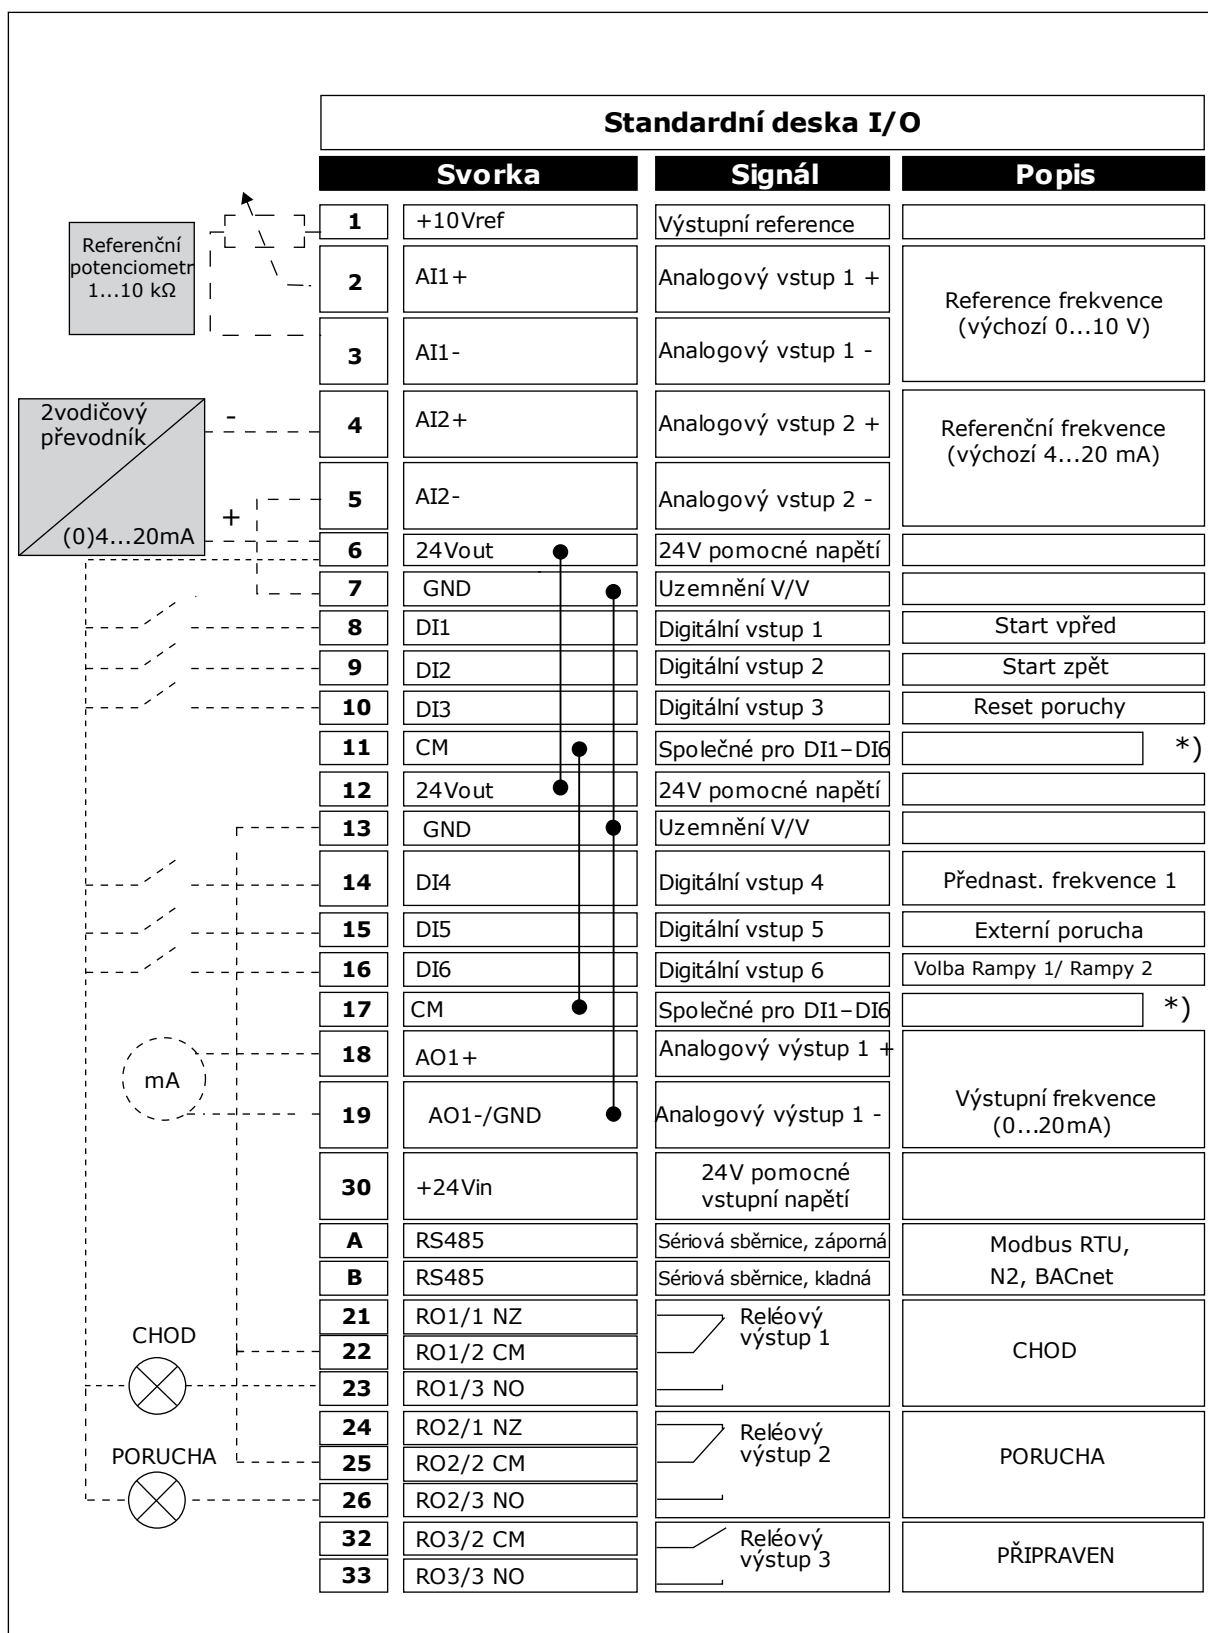 Standardní deska I/O
Svorka Signál Popis
1 +10Vref Výstupní reference
Referenční
potenciometr
1...10 kΩ
2 AI1+ Analogový vstup 1 +
Reference frekvence
(výchozí 0...10 V)
3 AI1- Analogový vstup 1 -
2vodičový
převodník
-
+
(0)4...20mA
4 AI2+ Analogový vstup 2 +
Referenční frekvence
(výchozí 4...20 mA)
5 AI2- Analogový vstup 2 -
6 24Vout 24V pomocné napětí
7 GND Uzemnění V/V
8 DI1 Digitální vstup 1 Start vpřed
9 DI2 Digitální vstup 2 Start zpět
10 DI3 Digitální vstup 3 Reset poruchy
11 CM Společné pro DI1–DI6 *)
12 24Vout 24V pomocné napětí
13 GND Uzemnění V/V
14 DI4 Digitální vstup 4 Přednast. frekvence 1
15 DI5 Digitální vstup 5 Externí porucha
16 DI6 Digitální vstup 6 Volba Rampy 1/ Rampy 2
17 CM Společné pro DI1–DI6 *)
18 AO1+ Analogový výstup 1 +
mA
19 AO1-/GND Analogový výstup 1 -
Výstupní frekvence
(0...20mA)
30 +24Vin 24V pomocné
vstupní napětí
A RS485 Sériová sběrnice, záporná
B RS485 Sériová sběrnice, kladná
Modbus RTU,
N2, BACnet
21 RO1/1 NZ
22 RO1/2 CM
23 RO1/3 NO
Reléový
výstup 1
CHOD
CHOD
24 RO2/1 NZ
25 RO2/2 CM
26 RO2/3 NO
Reléový
výstup 2
PORUCHA
PORUCHA
32 RO3/2 CM
33 RO3/3 NO
Reléový
výstup 3
PŘIPRAVEN